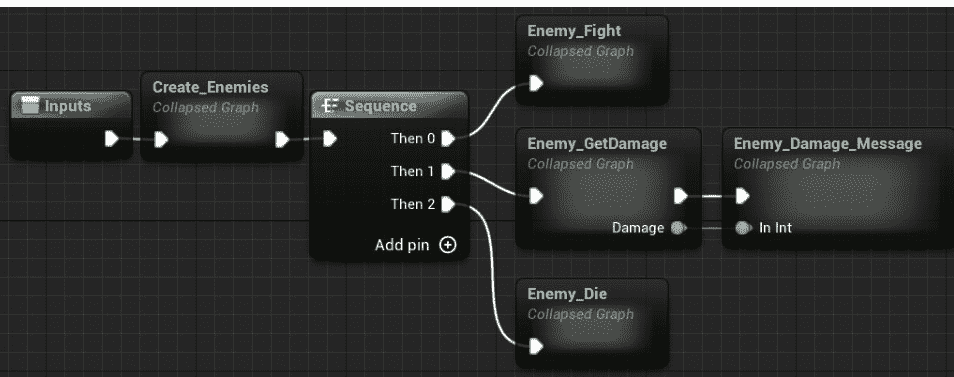 Inputs
Create_Enemies
Collapsed Graph
Sequence
Then 0
Then 1
Then 2
Add pin
Enemy_Fight
Collapsed Graph
Enemy_GetDamage
Collapsed Graph
Damage
Enemy_Damage_Message
Collapsed Graph
In Int
Enemy_Die
Collapsed Graph